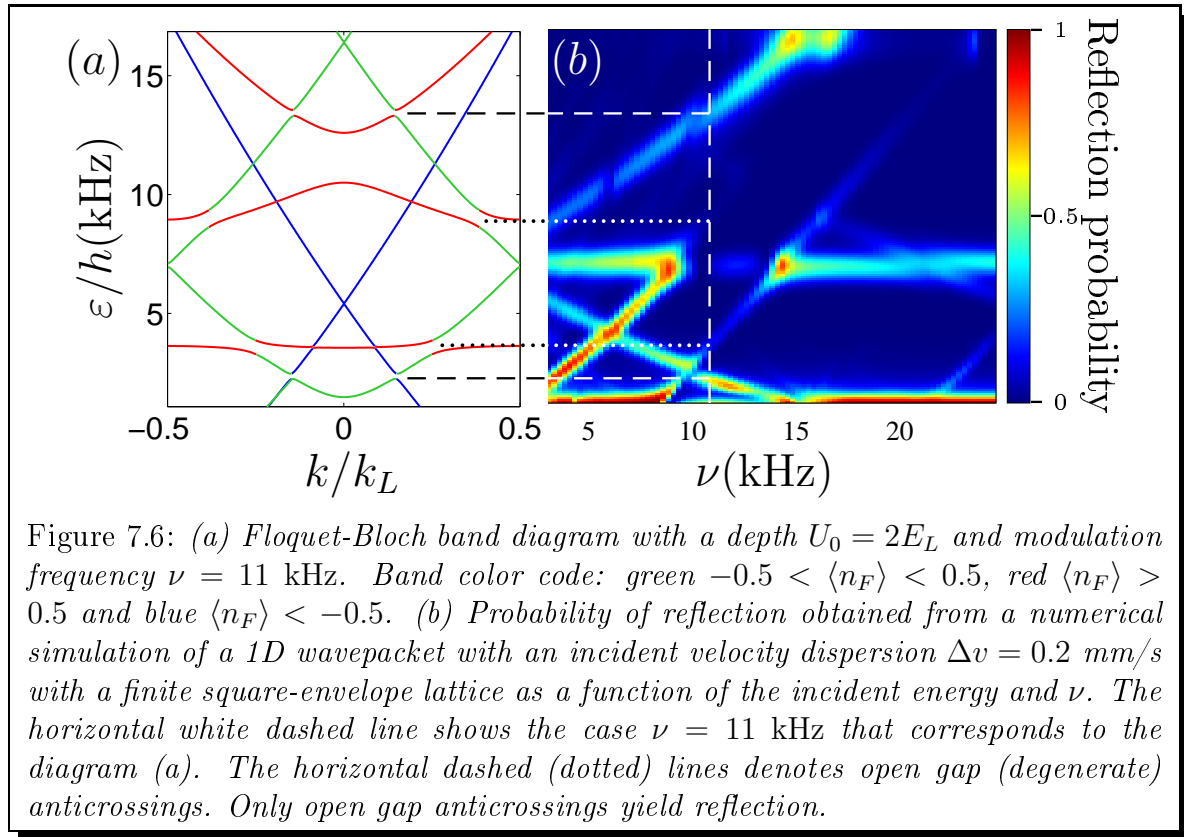 (a)
(b)
15
10
5
ε/h(kHz)
−0.5
0
0.5
k/k_L
5
10
15
20
ν(kHz)
1
0.5
0
Reflection probability
Figure 7.6: (a) Floquet-Bloch band diagram with a depth U₀ = 2E_L and modulation
frequency ν = 11 kHz. Band color code: green −0.5 < ⟨n_F⟩ < 0.5, red ⟨n_F⟩ >
0.5 and blue ⟨n_F⟩ < −0.5. (b) Probability of reflection obtained from a numerical
simulation of a 1D wavepacket with an incident velocity dispersion Δv = 0.2 mm/s
with a finite square-envelope lattice as a function of the incident energy and ν. The
horizontal white dashed line shows the case ν = 11 kHz that corresponds to the
diagram (a). The horizontal dashed (dotted) lines denotes open gap (degenerate)
anticrossings. Only open gap anticrossings yield reflection.